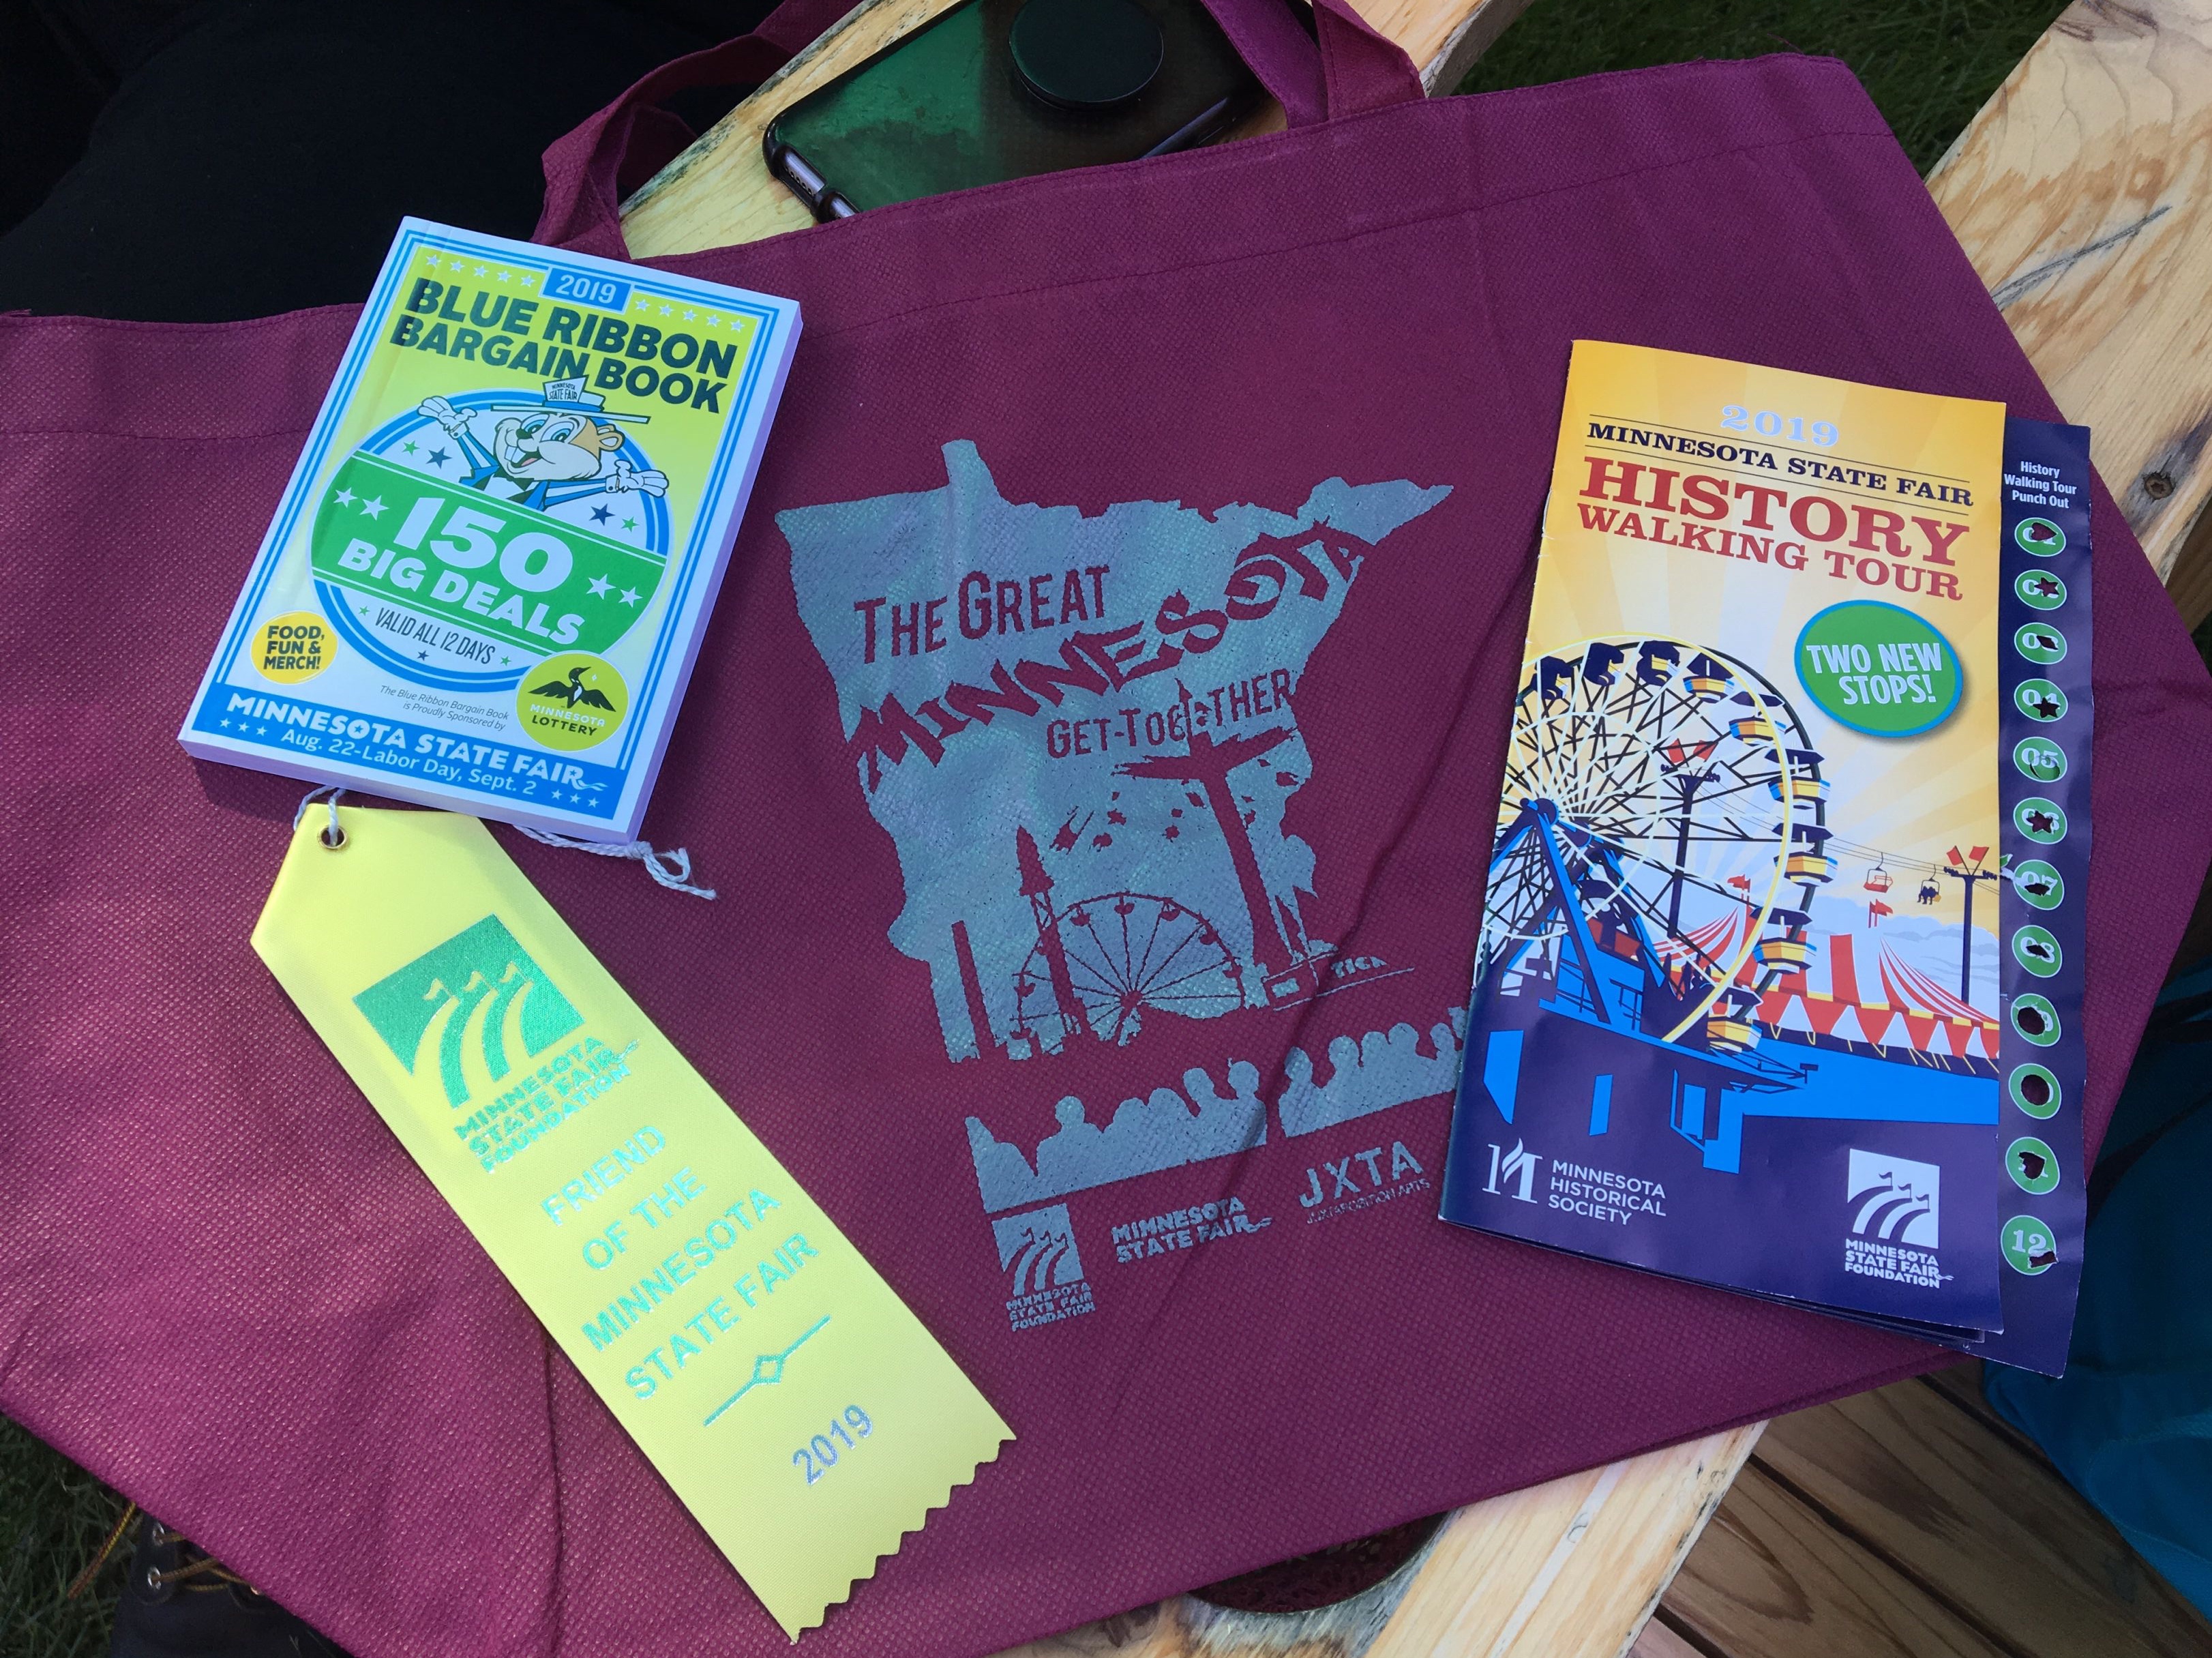 2019
BLUE RIBBON
BARGAIN BOOK
MINNESOTA
STATE FAIR
150
BIG DEALS
VALID ALL 12 DAYS
FOOD,
FUN &
MERCH!
The Blue Ribbon Bargain Book
is Proudly Sponsored by
MINNESOTA
LOTTERY
MINNESOTA STATE FAIR
Aug. 22-Labor Day, Sept. 2
MINNESOTA
STATE FAIR
FOUNDATION
FRIEND
OF THE
MINNESOTA
STATE FAIR
2019
THE GREAT
MINNESOTA
GET-TOGETHER
MINNESOTA
STATE FAIR
FOUNDATION
MINNESOTA
STATE FAIR
JXTA
JUXTAPOSITION ARTS
2019
MINNESOTA STATE FAIR
HISTORY
WALKING TOUR
TWO NEW
STOPS!
MINNESOTA
HISTORICAL
SOCIETY
MINNESOTA
STATE FAIR
FOUNDATION
History
Walking Tour
Punch Out
04
05
07
12